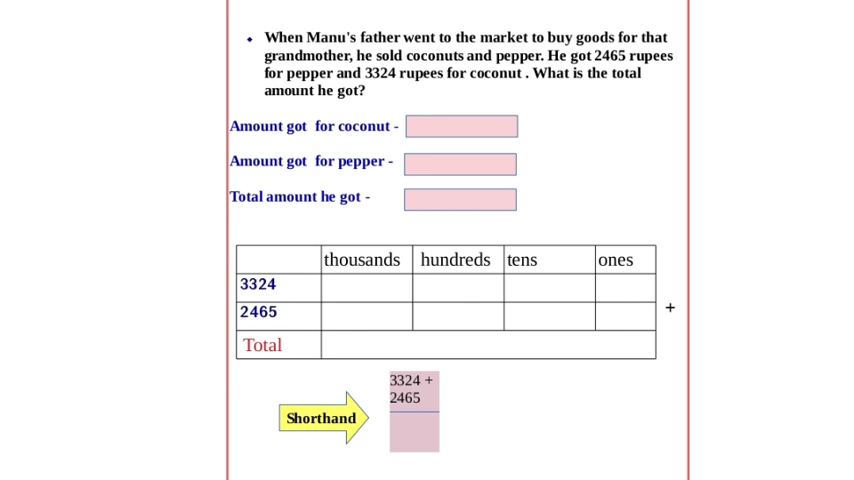 When Manu's father went to the market to buy goods for that
grandmother, he sold coconuts and pepper. He got 2465 rupees
for pepper and 3324 rupees for coconut . What is the total
amount he got?
Amount got for coconut -
Amount got for pepper -
Total amount he got -
thousands hundreds tens ones
3324
2465
+
Total
3324 +
2465
Shorthand